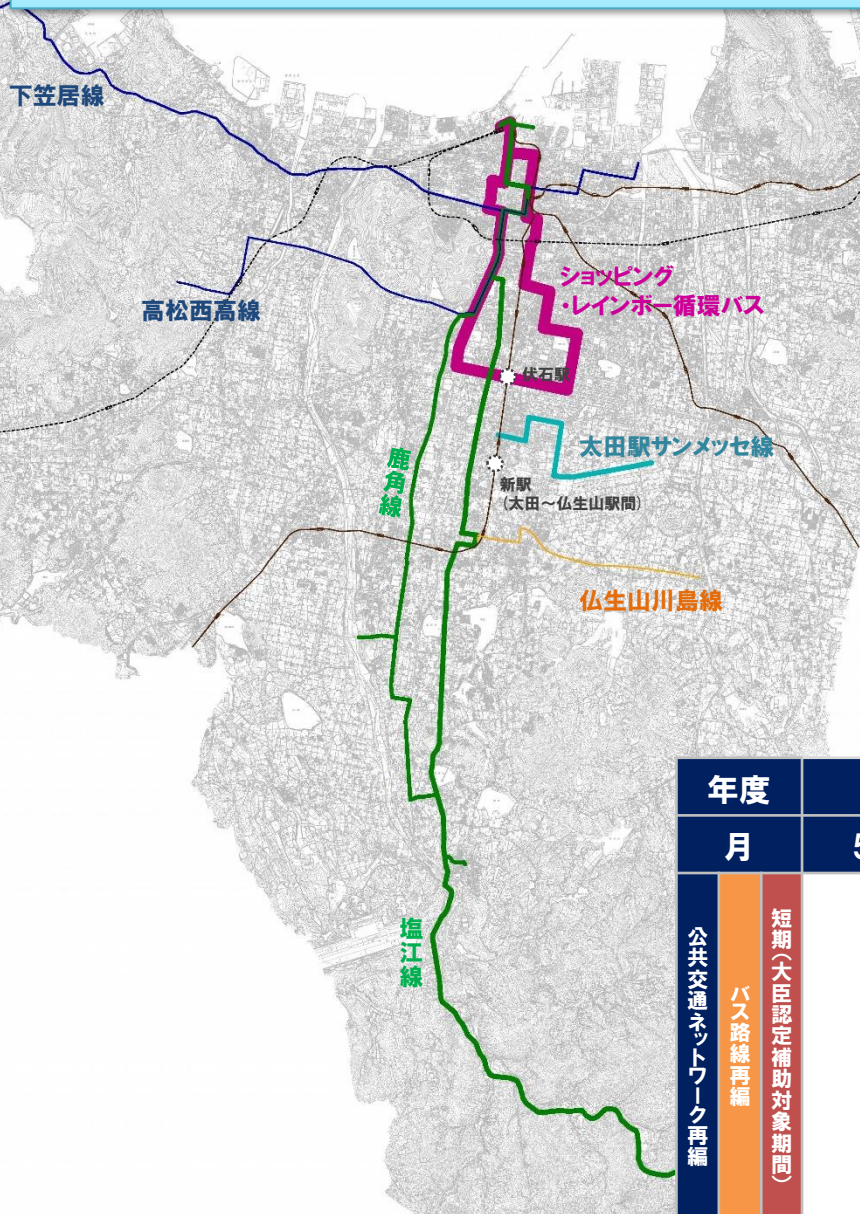 下笠居線
高松西高線
ショッピング
・レインボー循環バス
伏石駅
太田駅サンメッセ線
鹿角線
新駅
(太田～仏生山駅間)
仏生山川島線
塩江線
年度
月
公共交通ネットワーク再編
バス路線再編
短期(大臣認定補助対象期間)